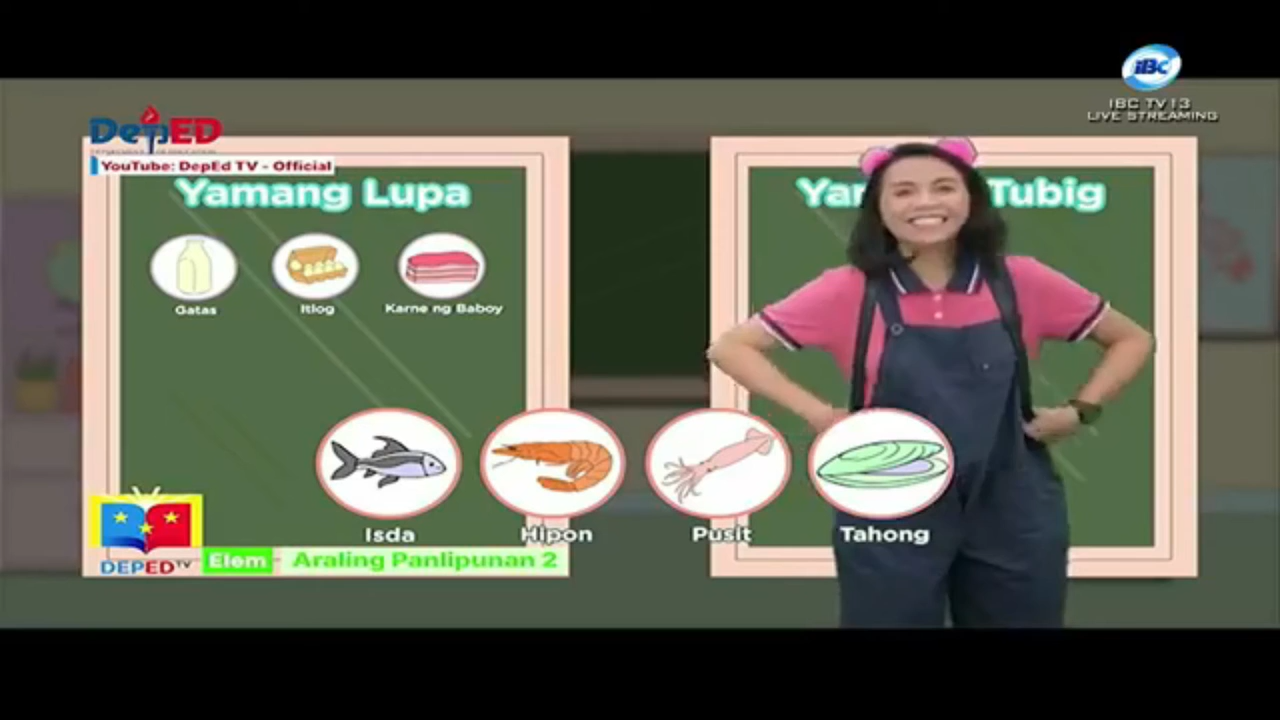 iBC
IBC TV13
LIVE STREAMING
DepED
YouTube: DepEd TV - Official
Yamang Lupa
Tubig
Gatas
Itlog
Karne ng Baboy
Isda
Hipon
Pusit
Tahong
DEPED TV
Elem - Araling Panlipunan 2